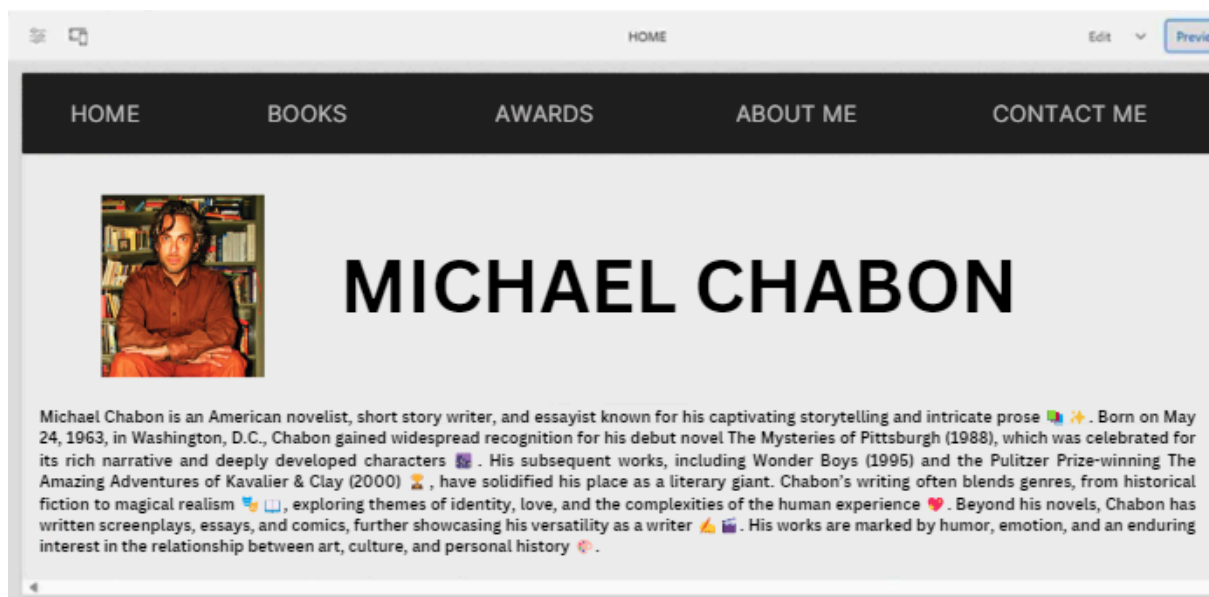 HOME
Edit
Previe
HOME BOOKS AWARDS ABOUT ME CONTACT ME
MICHAEL CHABON
Michael Chabon is an American novelist, short story writer, and essayist known for his captivating storytelling and intricate prose 📚 ✨ . Born on May
24, 1963, in Washington, D.C., Chabon gained widespread recognition for his debut novel The Mysteries of Pittsburgh (1988), which was celebrated for
its rich narrative and deeply developed characters 🌆 . His subsequent works, including Wonder Boys (1995) and the Pulitzer Prize-winning The
Amazing Adventures of Kavalier & Clay (2000) 🏆 , have solidified his place as a literary giant. Chabon’s writing often blends genres, from historical
fiction to magical realism 🎭 📖 , exploring themes of identity, love, and the complexities of the human experience 💖 . Beyond his novels, Chabon has
written screenplays, essays, and comics, further showcasing his versatility as a writer ✍️ 🎬 . His works are marked by humor, emotion, and an enduring
interest in the relationship between art, culture, and personal history 🎨 .